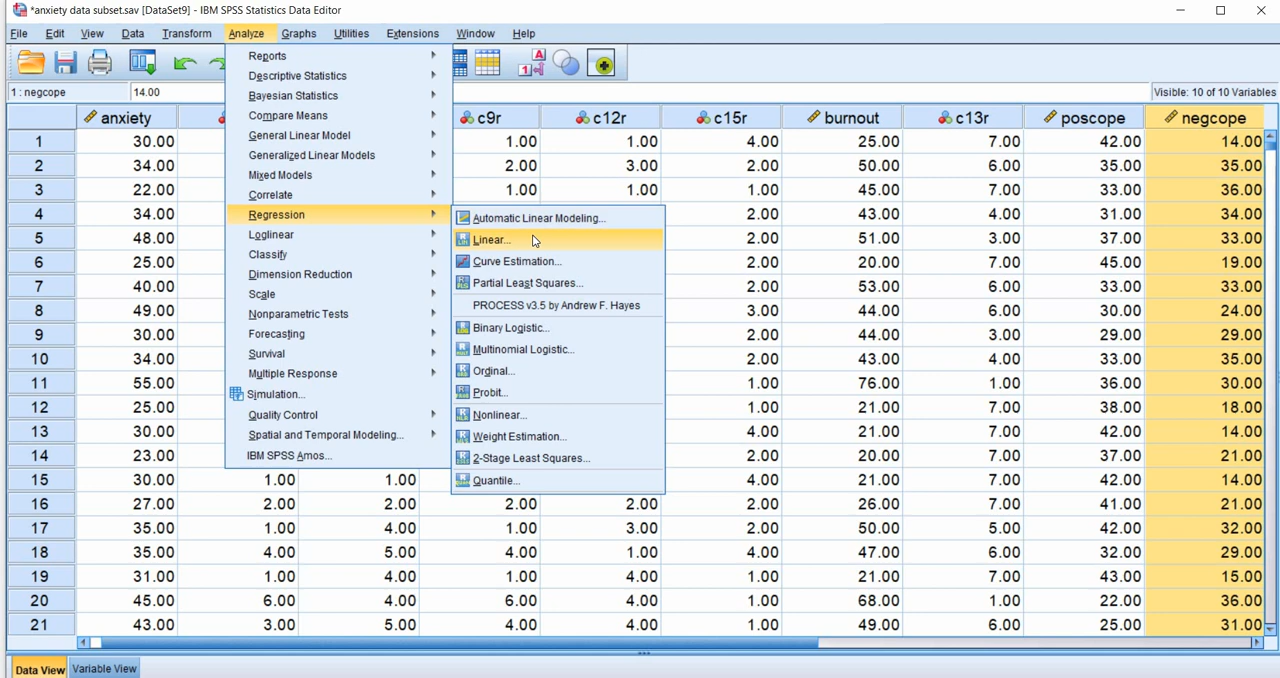 *anxiety data subset.sav [DataSet9] - IBM SPSS Statistics Data Editor
File Edit View Data Transform Analyze Graphs Utilities Extensions Window Help
1 : negcope 14.00 Visible: 10 of 10 Variables
Reports
Descriptive Statistics
Bayesian Statistics
Compare Means
General Linear Model
Generalized Linear Models
Mixed Models
Correlate
Regression
Loglinear
Classify
Dimension Reduction
Scale
Nonparametric Tests
Forecasting
Survival
Multiple Response
Simulation...
Quality Control
Spatial and Temporal Modeling...
IBM SPSS Amos...
Automatic Linear Modeling...
Linear...
Curve Estimation...
Partial Least Squares...
PROCESS v3.5 by Andrew F. Hayes
Binary Logistic...
Multinomial Logistic...
Ordinal...
Probit...
Nonlinear...
Weight Estimation...
2-Stage Least Squares...
Quantile...
anxiety c9r c12r c15r burnout c13r poscope negcope
1 30.00 1.00 1.00 4.00 25.00 7.00 42.00 14.00
2 34.00 2.00 3.00 2.00 50.00 6.00 35.00 35.00
3 22.00 1.00 1.00 1.00 45.00 7.00 33.00 36.00
4 34.00 2.00 43.00 4.00 31.00 34.00
5 48.00 2.00 51.00 3.00 37.00 33.00
6 25.00 2.00 20.00 7.00 45.00 19.00
7 40.00 2.00 53.00 6.00 33.00 33.00
8 49.00 3.00 44.00 6.00 30.00 24.00
9 30.00 2.00 44.00 3.00 29.00 29.00
10 34.00 2.00 43.00 4.00 33.00 35.00
11 55.00 1.00 76.00 1.00 36.00 30.00
12 25.00 1.00 21.00 7.00 38.00 18.00
13 30.00 4.00 21.00 7.00 42.00 14.00
14 23.00 2.00 20.00 7.00 37.00 21.00
15 30.00 1.00 1.00 4.00 21.00 7.00 42.00 14.00
16 27.00 2.00 2.00 2.00 2.00 2.00 26.00 7.00 41.00 21.00
17 35.00 1.00 4.00 1.00 3.00 2.00 50.00 5.00 42.00 32.00
18 35.00 4.00 5.00 4.00 1.00 4.00 47.00 6.00 32.00 29.00
19 31.00 1.00 4.00 1.00 4.00 1.00 21.00 7.00 43.00 15.00
20 45.00 6.00 4.00 6.00 4.00 1.00 68.00 1.00 22.00 36.00
21 43.00 3.00 5.00 4.00 4.00 1.00 49.00 6.00 25.00 31.00
Data View Variable View